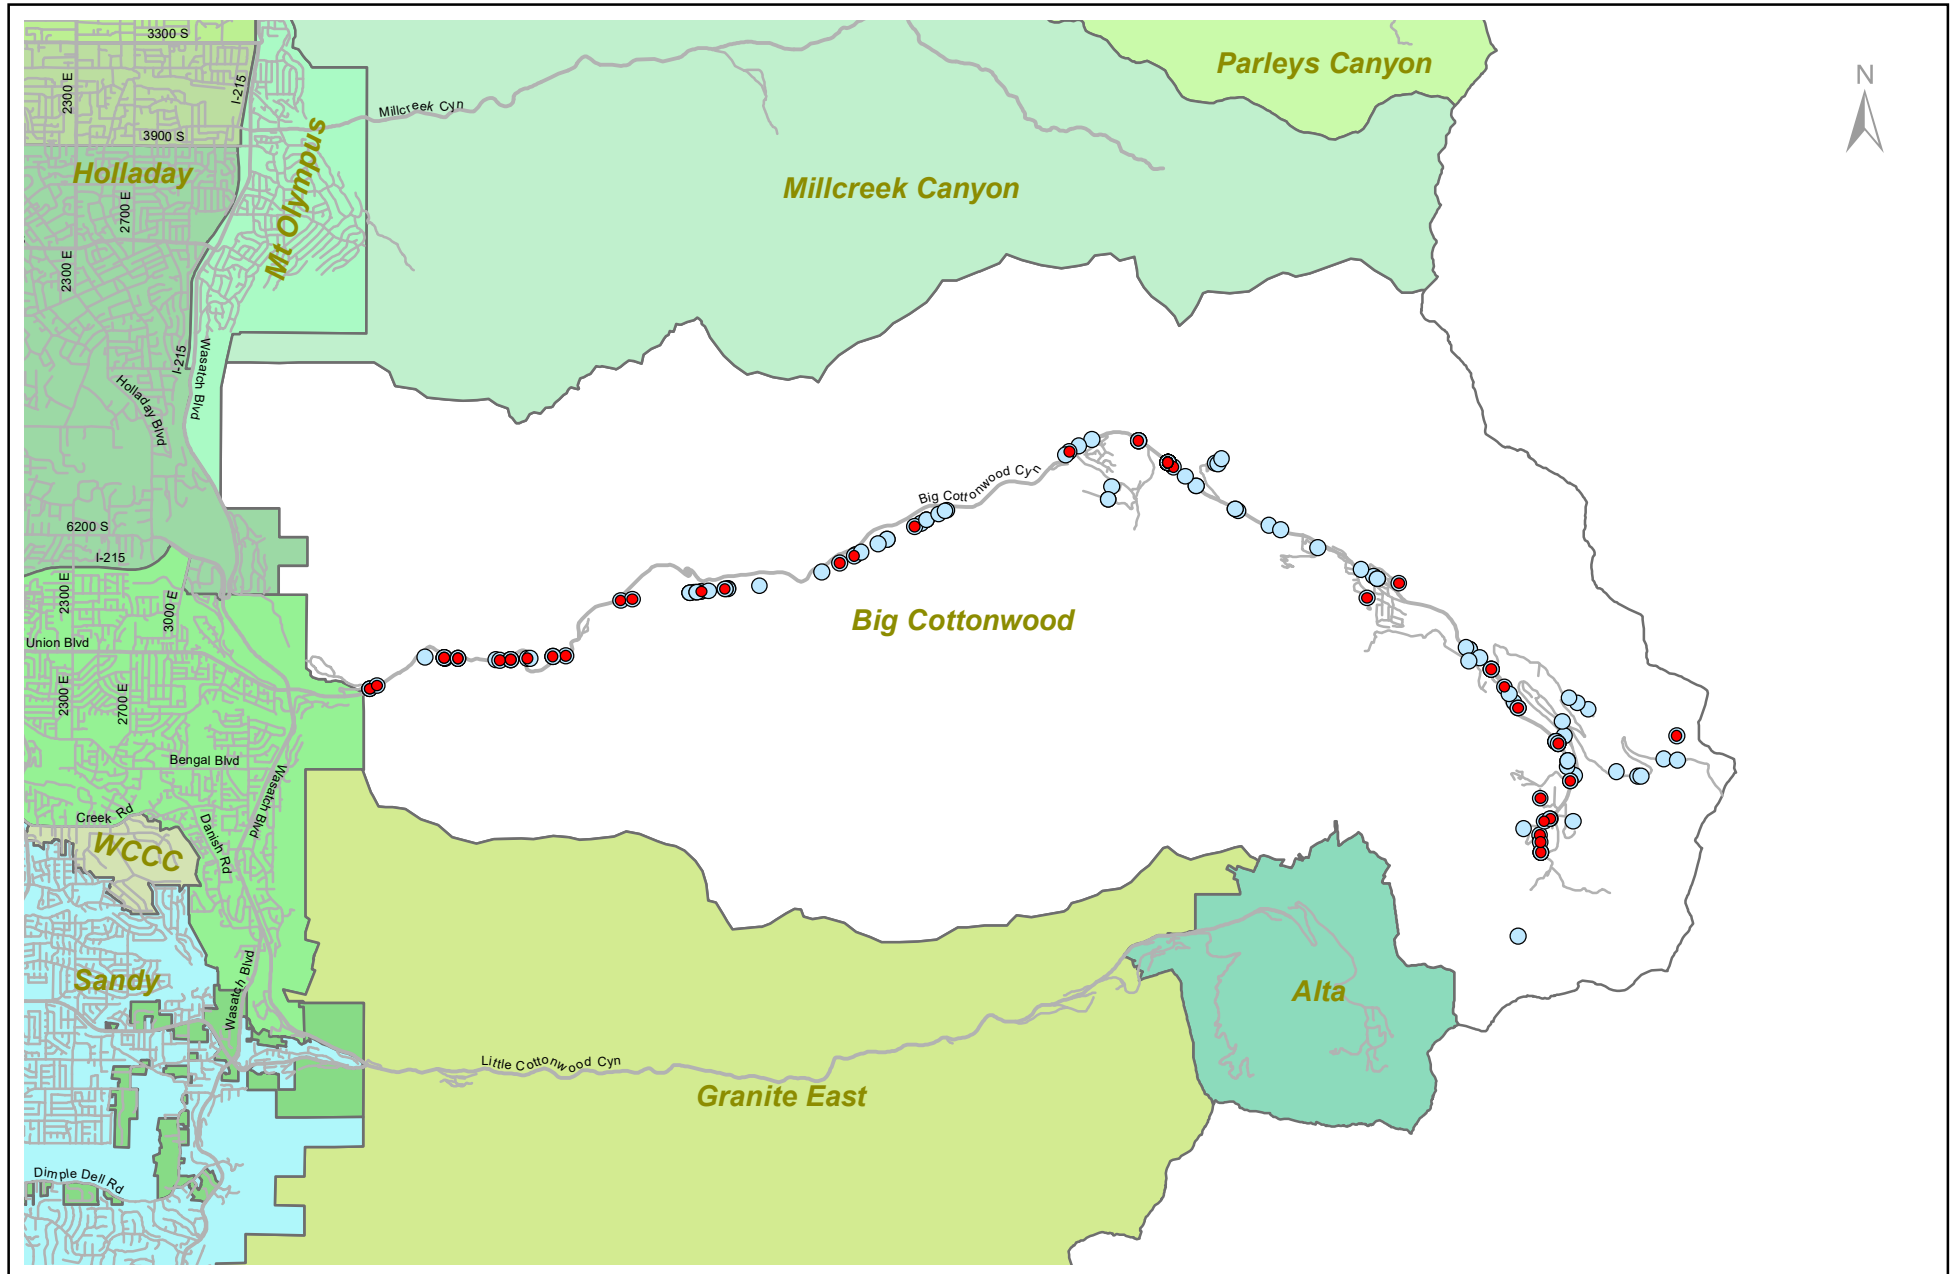 3300 S
Parleys Canyon
N
2300 E
I-215
Millcreek Cyn
3900 S
Holladay
Mt Olympus
Millcreek Canyon
2700 E
2300 E
I-215
Wasatch Blvd
Holladay Blvd
Big Cottonwood Cyn
6200 S
I-215
2300 E
3000 E
Big Cottonwood
Union Blvd
2300 E
2700 E
Bengal Blvd
Wasatch Blvd
Creek Rd
Danish Rd
WCCC
Sandy
Wasatch Blvd
Alta
Little Cottonwood Cyn
Granite East
Dimple Dell Rd